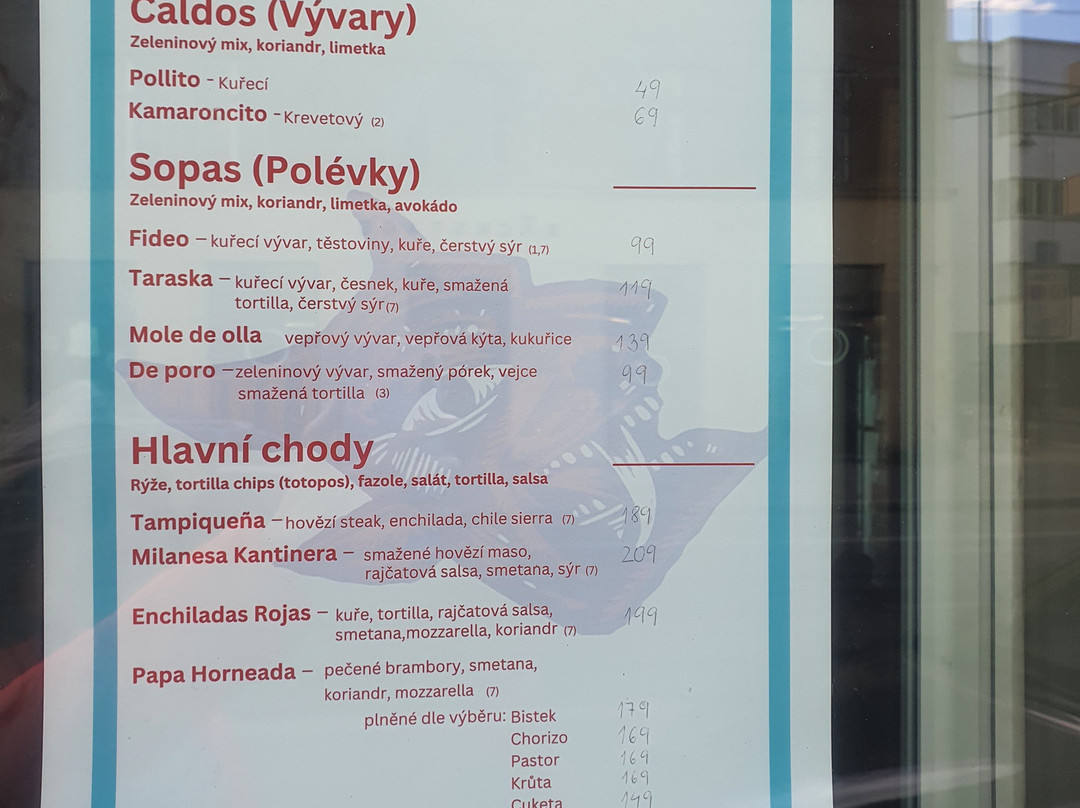 Caldos (Vývary)
Zeleninový mix, koriandr, limetka
Pollito - Kuřecí 49
Kamaroncito - Krevetový (2) 69
Sopas (Polévky)
Zeleninový mix, koriandr, limetka, avokádo
Fideo – kuřecí vývar, těstoviny, kuře, čerstvý sýr (1,7) 99
Taraska – kuřecí vývar, česnek, kuře, smažená 119
tortilla, čerstvý sýr (7)
Mole de olla vepřový vývar, vepřová kýta, kukuřice 139
De poro – zeleninový vývar, smažený pórek, vejce 99
smažená tortilla (3)
Hlavní chody
Rýže, tortilla chips (totopos), fazole, salát, tortilla, salsa
Tampiqueña – hovězí steak, enchilada, chile sierra (7) 189
Milanesa Kantinera – smažené hovězí maso, 209
rajčatová salsa, smetana, sýr (7)
Enchiladas Rojas – kuře, tortilla, rajčatová salsa, 199
smetana,mozzarella, koriandr (7)
Papa Horneada – pečené brambory, smetana,
koriandr, mozzarella (7)
plněné dle výběru: Bistek 179
Chorizo 169
Pastor 169
Krůta 169
Cuketa 149